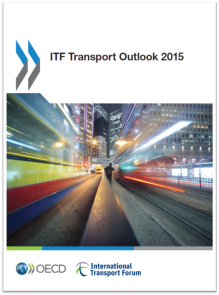 ITF Transport Outlook 2015
OECD
International
Transport Forum